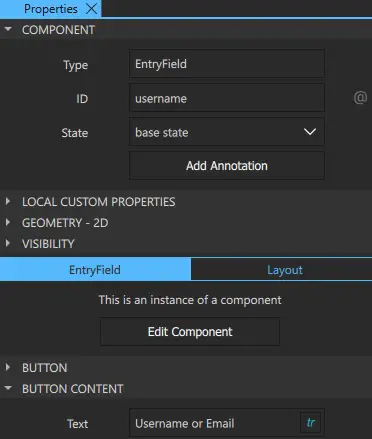 Properties
COMPONENT
Type EntryField
ID username @
State base state
Add Annotation
LOCAL CUSTOM PROPERTIES
GEOMETRY - 2D
VISIBILITY
EntryField Layout
This is an instance of a component
Edit Component
BUTTON
BUTTON CONTENT
Text Username or Email tr